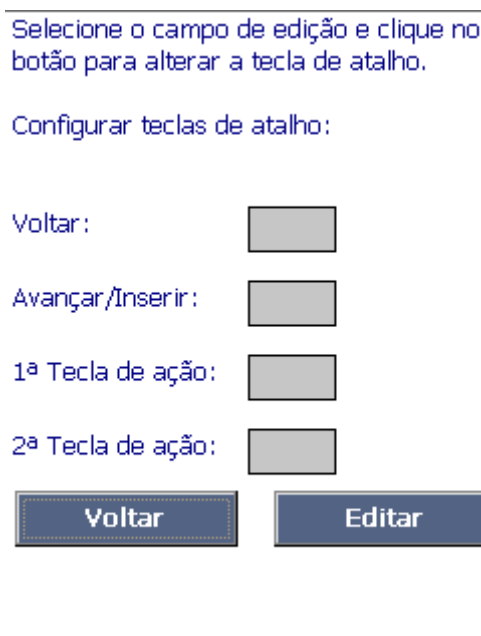 Selecione o campo de edição e clique no
botão para alterar a tecla de atalho.
Configurar teclas de atalho:
Voltar:
Avançar/Inserir:
1ª Tecla de ação:
2ª Tecla de ação:
Voltar Editar